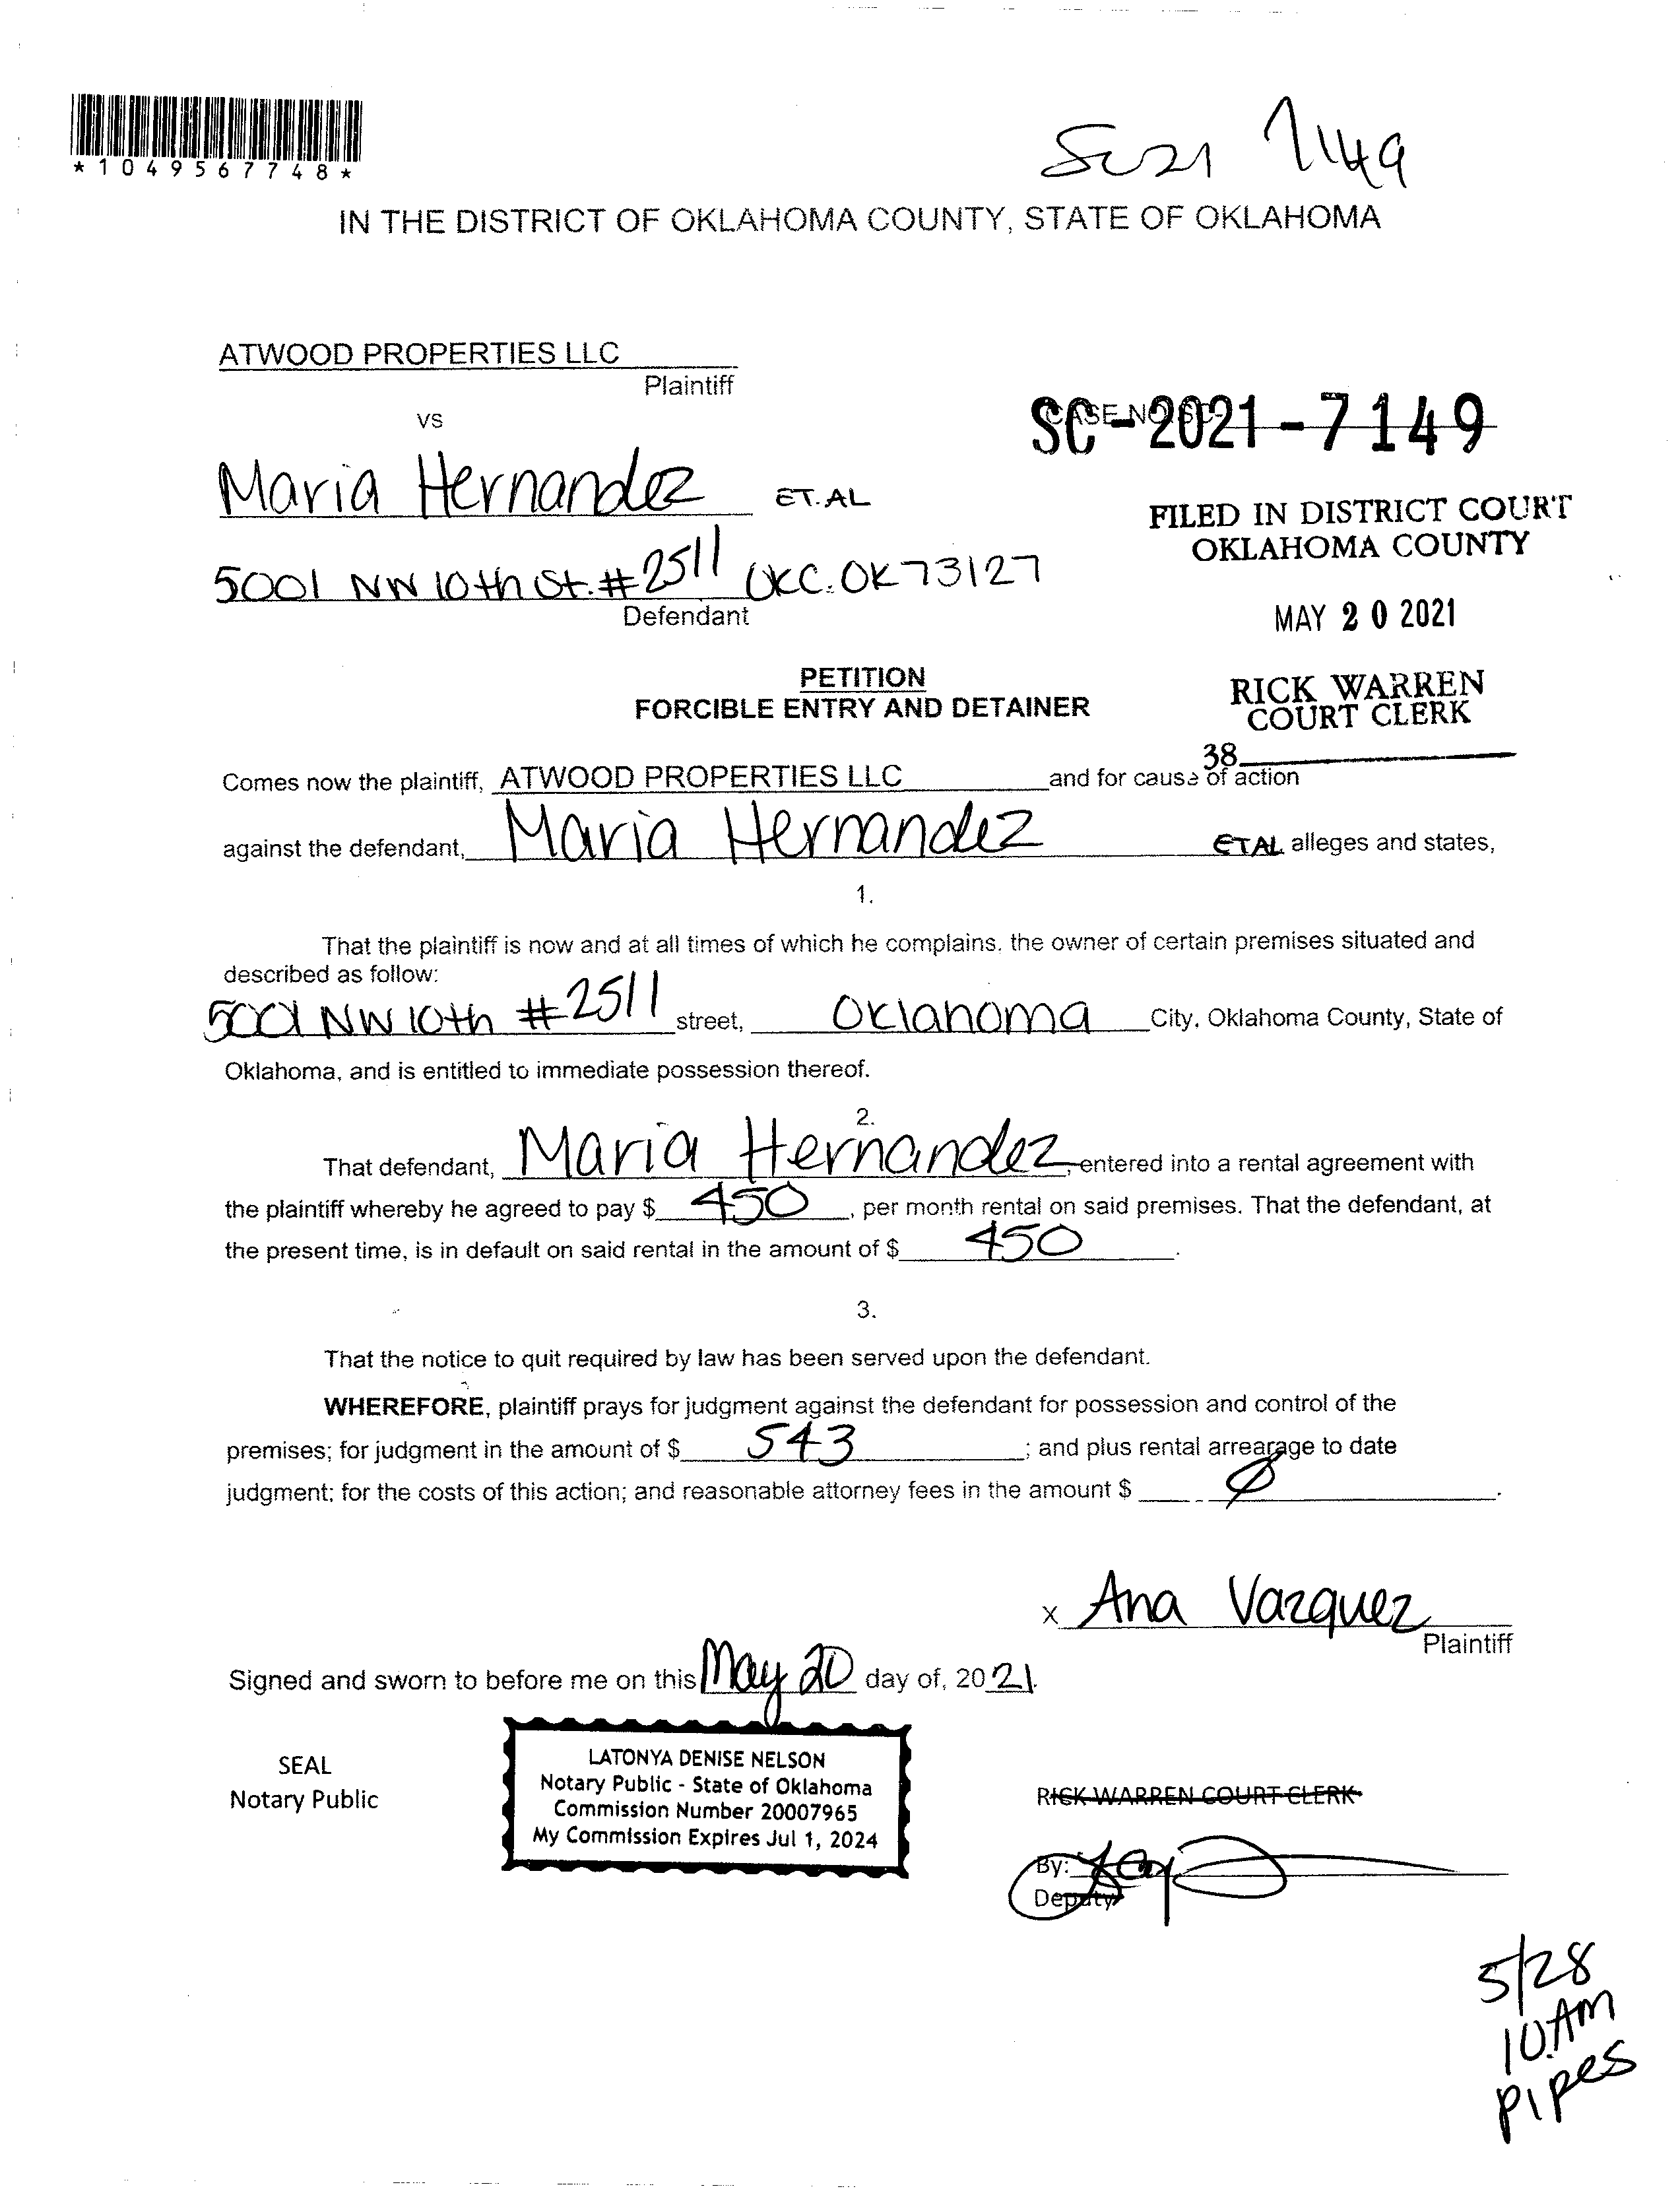 *1049567748*
SC21 7149
IN THE DISTRICT OF OKLAHOMA COUNTY, STATE OF OKLAHOMA
ATWOOD PROPERTIES LLC
Plaintiff
vs
CASE NO. SC-
SC-2021-7149
Maria Hernandez ET.AL
FILED IN DISTRICT COURT
OKLAHOMA COUNTY
5001 NW 10th St. #2511 OKC. OK 73127
Defendant
MAY 20 2021
PETITION
FORCIBLE ENTRY AND DETAINER
RICK WARREN
COURT CLERK
38
Comes now the plaintiff, ATWOOD PROPERTIES LLC and for cause of action
against the defendant, Maria Hernandez ETAL alleges and states,
1.
That the plaintiff is now and at all times of which he complains. the owner of certain premises situated and
described as follow:
5001 NW 10th #2511 street, Oklahoma City, Oklahoma County, State of
Oklahoma, and is entitled to immediate possession thereof.
2.
That defendant, Maria Hernandez, entered into a rental agreement with
the plaintiff whereby he agreed to pay $ 450, per month rental on said premises. That the defendant, at
the present time, is in default on said rental in the amount of $ 450.
3.
That the notice to quit required by law has been served upon the defendant.
WHEREFORE, plaintiff prays for judgment against the defendant for possession and control of the
premises; for judgment in the amount of $ 543; and plus rental arrearage to date
judgment; for the costs of this action; and reasonable attorney fees in the amount $ Ø.
x Ana Vazquez
Plaintiff
Signed and sworn to before me on this May 20 day of, 2021.
SEAL
Notary Public
LATONYA DENISE NELSON
Notary Public - State of Oklahoma
Commission Number 20007965
My Commission Expires Jul 1, 2024
RICK WARREN COURT CLERK
By:
Deputy
5/28
10.AM
Pipes